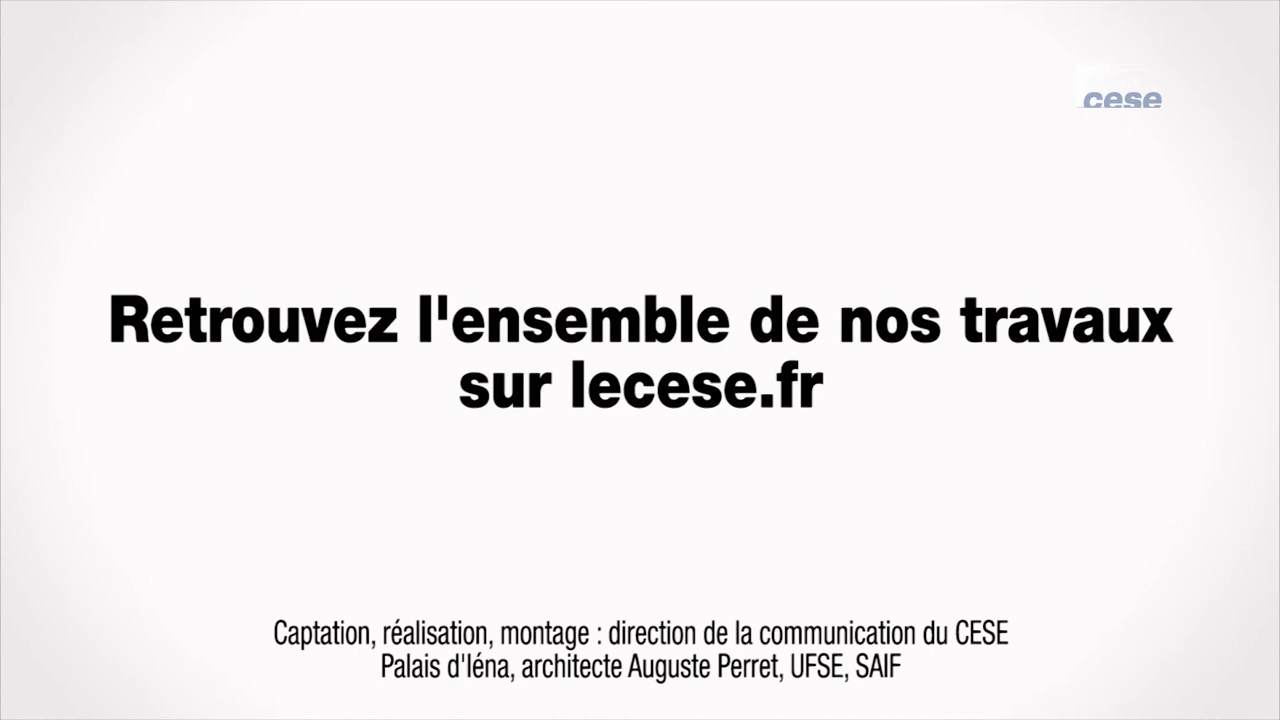 cese
Retrouvez l'ensemble de nos travaux
sur lecese.fr
Captation, réalisation, montage : direction de la communication du CESE
Palais d'Iéna, architecte Auguste Perret, UFSE, SAIF